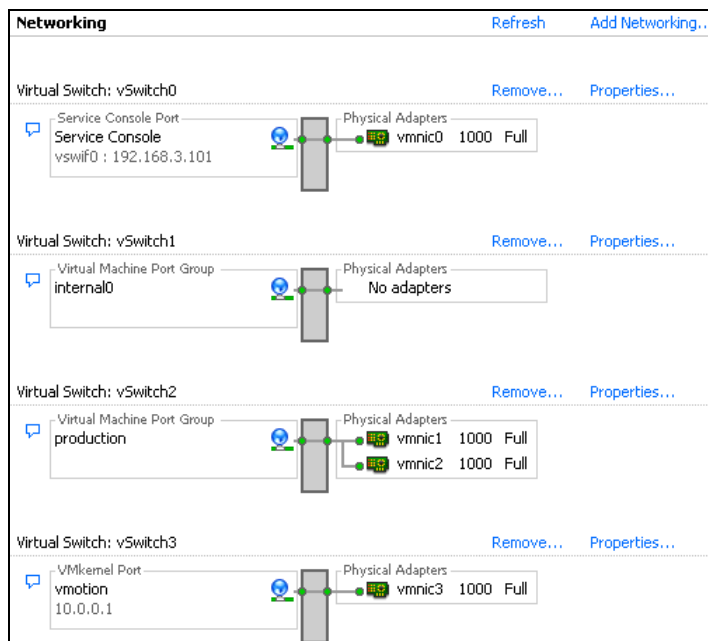 Networking Refresh Add Networking...
Virtual Switch: vSwitch0 Remove... Properties...
Service Console Port Physical Adapters
Service Console vmnic0 1000 Full
vswif0 : 192.168.3.101
Virtual Switch: vSwitch1 Remove... Properties...
Virtual Machine Port Group Physical Adapters
internal0 No adapters
Virtual Switch: vSwitch2 Remove... Properties...
Virtual Machine Port Group Physical Adapters
production vmnic1 1000 Full
vmnic2 1000 Full
Virtual Switch: vSwitch3 Remove... Properties...
VMkernel Port Physical Adapters
vmotion vmnic3 1000 Full
10.0.0.1